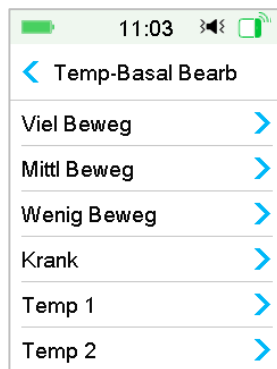 11:03
Temp-Basal Bearb
Viel Beweg
Mittl Beweg
Wenig Beweg
Krank
Temp 1
Temp 2